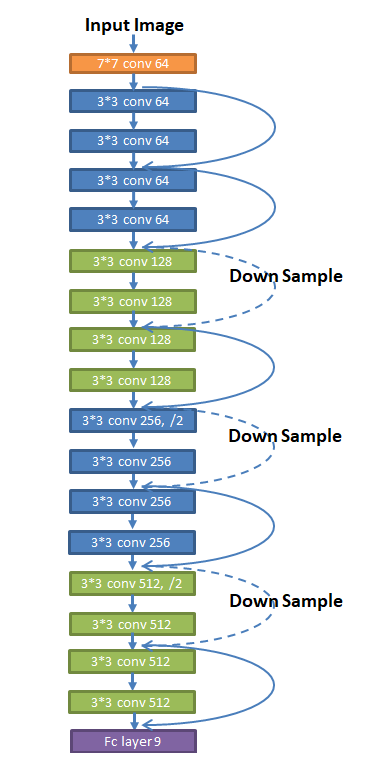 Input Image
7*7 conv 64
3*3 conv 64
3*3 conv 64
3*3 conv 64
3*3 conv 64
3*3 conv 128
Down Sample
3*3 conv 128
3*3 conv 128
3*3 conv 128
3*3 conv 256, /2
Down Sample
3*3 conv 256
3*3 conv 256
3*3 conv 256
3*3 conv 512, /2
Down Sample
3*3 conv 512
3*3 conv 512
3*3 conv 512
Fc layer 9